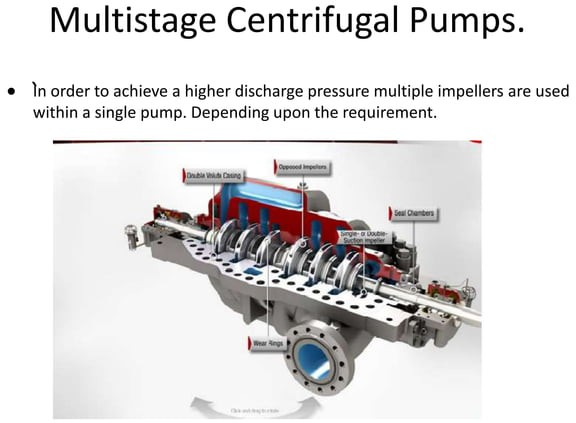 Multistage Centrifugal Pumps.
• In order to achieve a higher discharge pressure multiple impellers are used
within a single pump. Depending upon the requirement.
Opposed Impellers
Double Volute Casing
Seal Chambers
Single- or Double-
Suction Impeller
Wear Rings
Click and drag to rotate